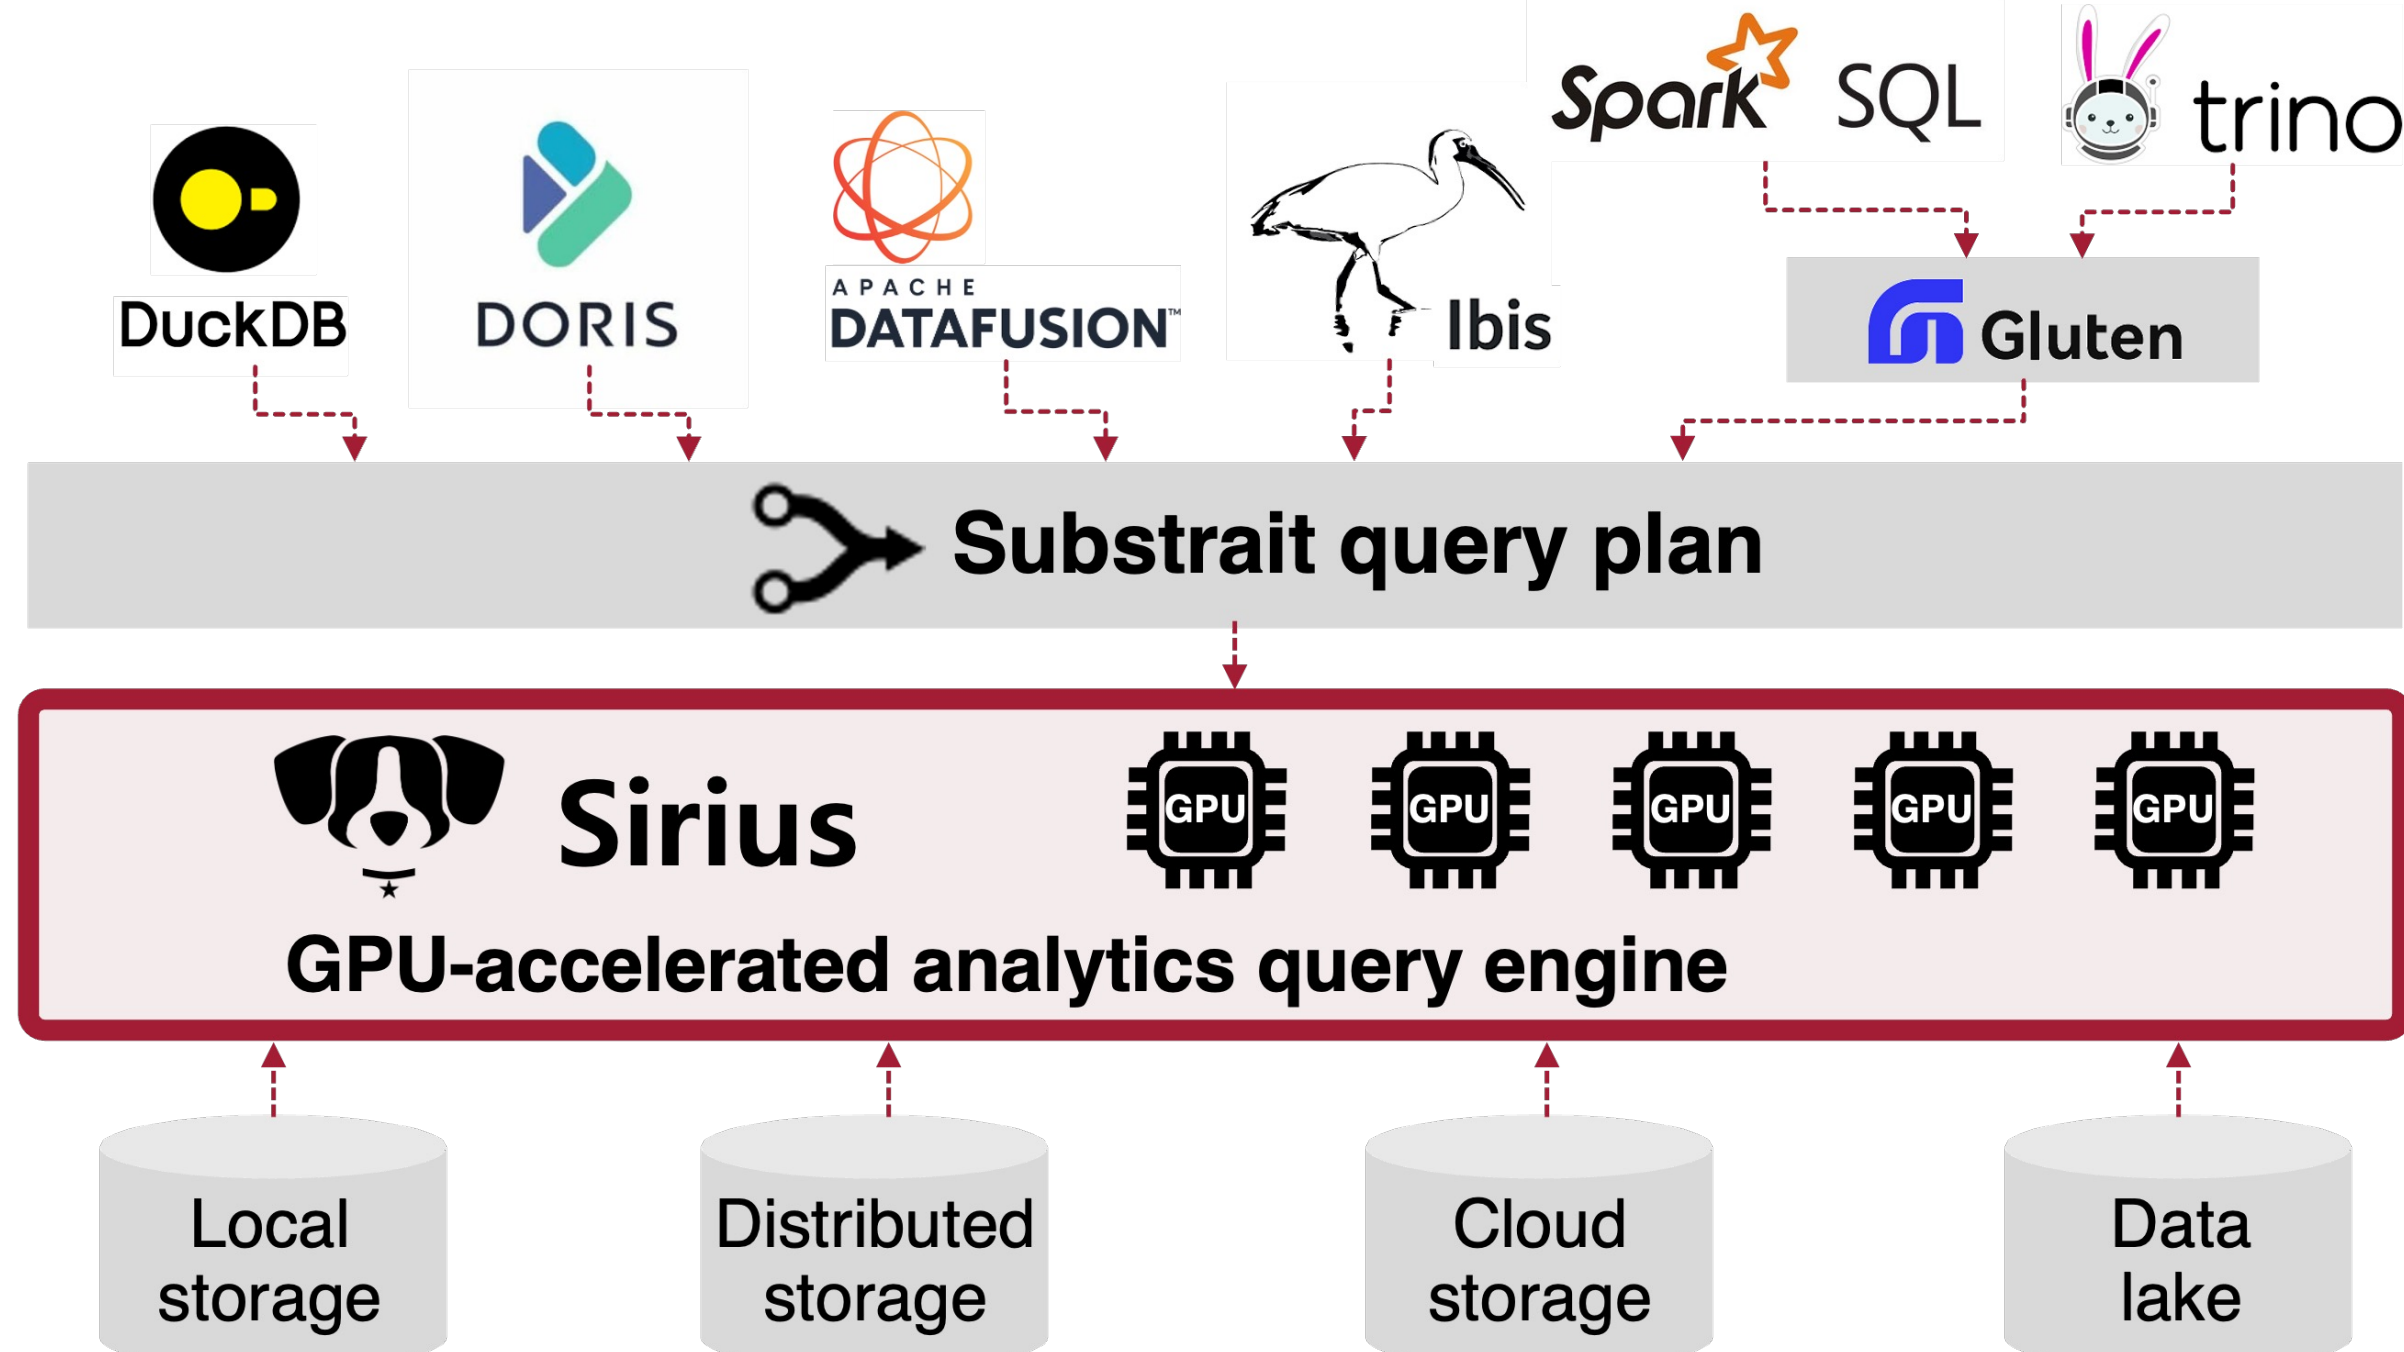 Spark SQL
trino
DuckDB
DORIS
APACHE
DATAFUSION™
Ibis
Gluten
Substrait query plan
Sirius
GPU
GPU
GPU
GPU
GPU
GPU-accelerated analytics query engine
Local
storage
Distributed
storage
Cloud
storage
Data
lake